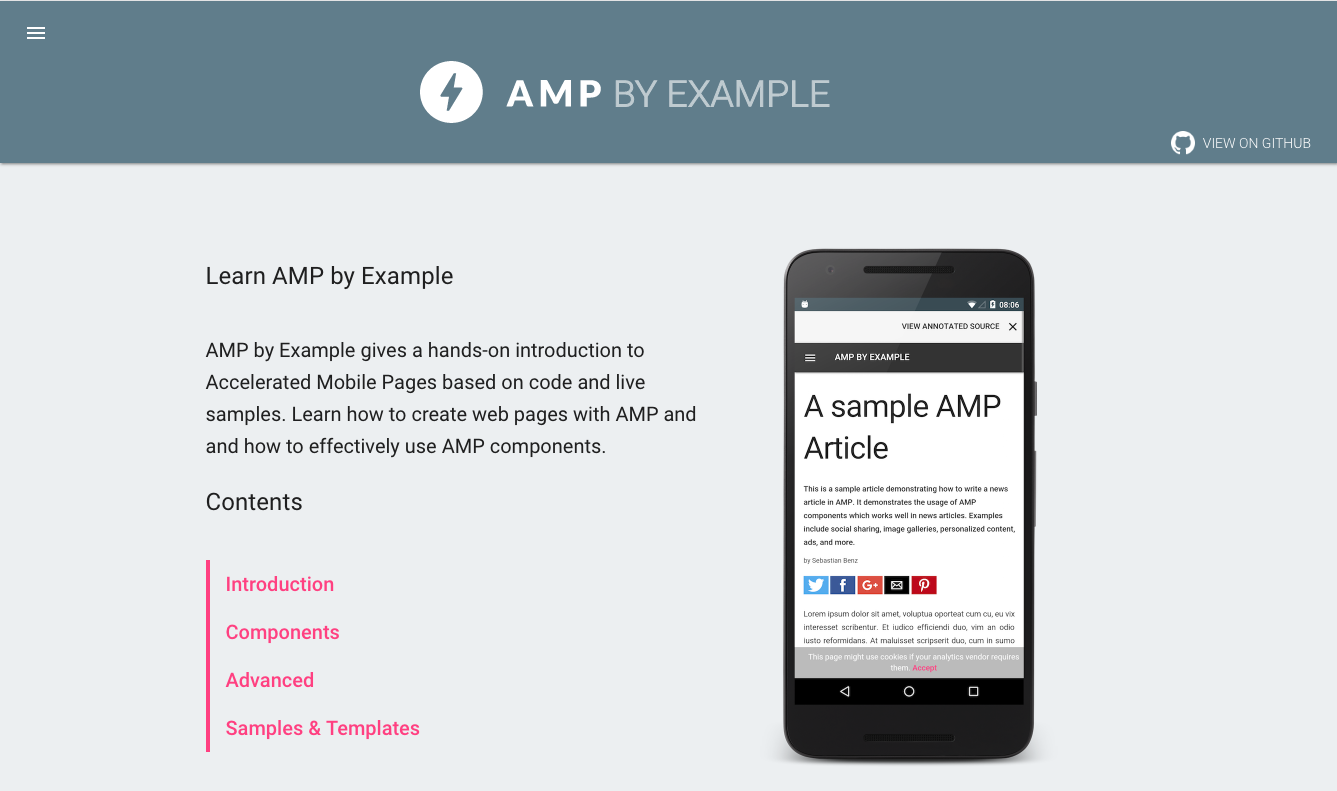 AMP BY EXAMPLE
VIEW ON GITHUB
Learn AMP by Example
AMP by Example gives a hands-on introduction to
Accelerated Mobile Pages based on code and live
samples. Learn how to create web pages with AMP and
and how to effectively use AMP components.
Contents
Introduction
Components
Advanced
Samples & Templates
08:06
VIEW ANNOTATED SOURCE
AMP BY EXAMPLE
A sample AMP
Article
This is a sample article demonstrating how to write a news
article in AMP. It demonstrates the usage of AMP
components which works well in news articles. Examples
include social sharing, image galleries, personalized content,
ads, and more.
by Sebastian Benz
f
G+
Lorem ipsum dolor sit amet, voluptua oporteat cum cu, eu vix
interesset scribentur. Et iudico efficiendi duo, vim an odio
iusto reformidans. At maluisset scripserit duo, cum in sumo
This page might use cookies if your analytics vendor requires
them. Accept